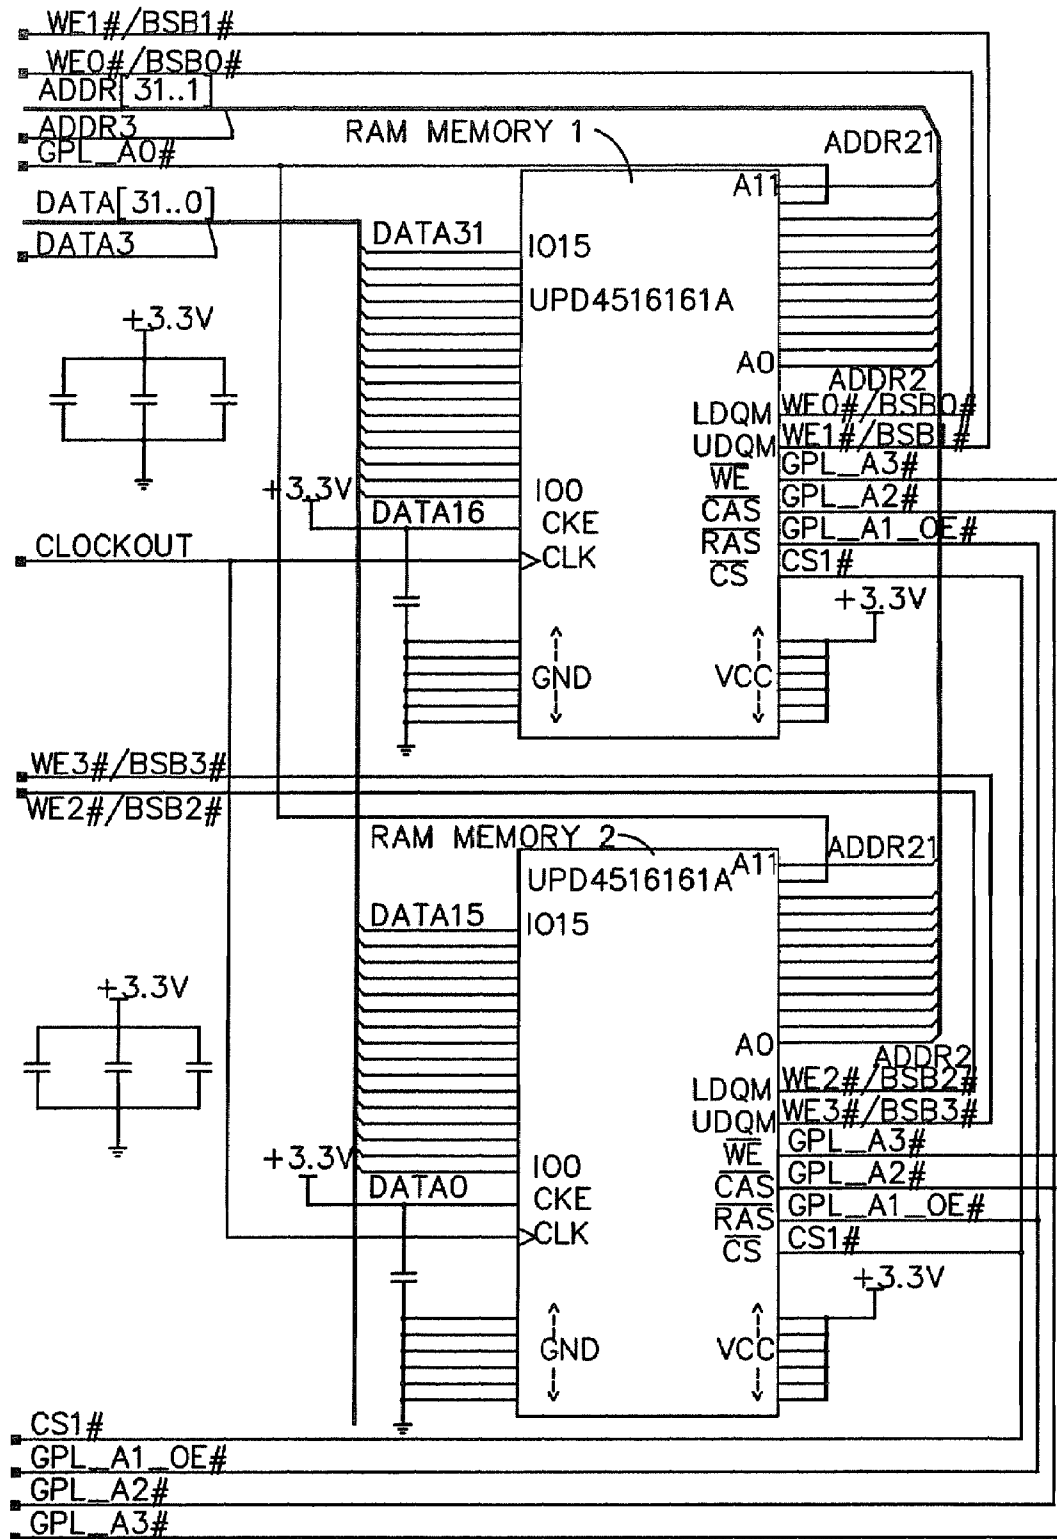 WE1#/BSB1#
WE0#/BSB0#
ADDR[31..1]
ADDR3
GPL_A0#
RAM MEMORY 1
ADDR21
A11
DATA[31..0]
DATA3
DATA31
IO15
UPD4516161A
+3.3V
A0
ADDR2
LDQM WE0#/BSB0#
UDQM WE1#/BSB1#
WE GPL_A3#
+3.3V
IO0
CAS GPL_A2#
DATA16
CKE
RAS GPL_A1_OE#
CLOCKOUT
CLK
CS CS1#
+3.3V
GND
VCC
WE3#/BSB3#
WE2#/BSB2#
RAM MEMORY 2
ADDR21
A11
UPD4516161A
DATA15
IO15
+3.3V
A0
ADDR2
LDQM WE2#/BSB2#
UDQM WE3#/BSB3#
WE GPL_A3#
+3.3V
IO0
CAS GPL_A2#
DATA0
CKE
RAS GPL_A1_OE#
CLK
CS CS1#
+3.3V
GND
VCC
CS1#
GPL_A1_OE#
GPL_A2#
GPL_A3#